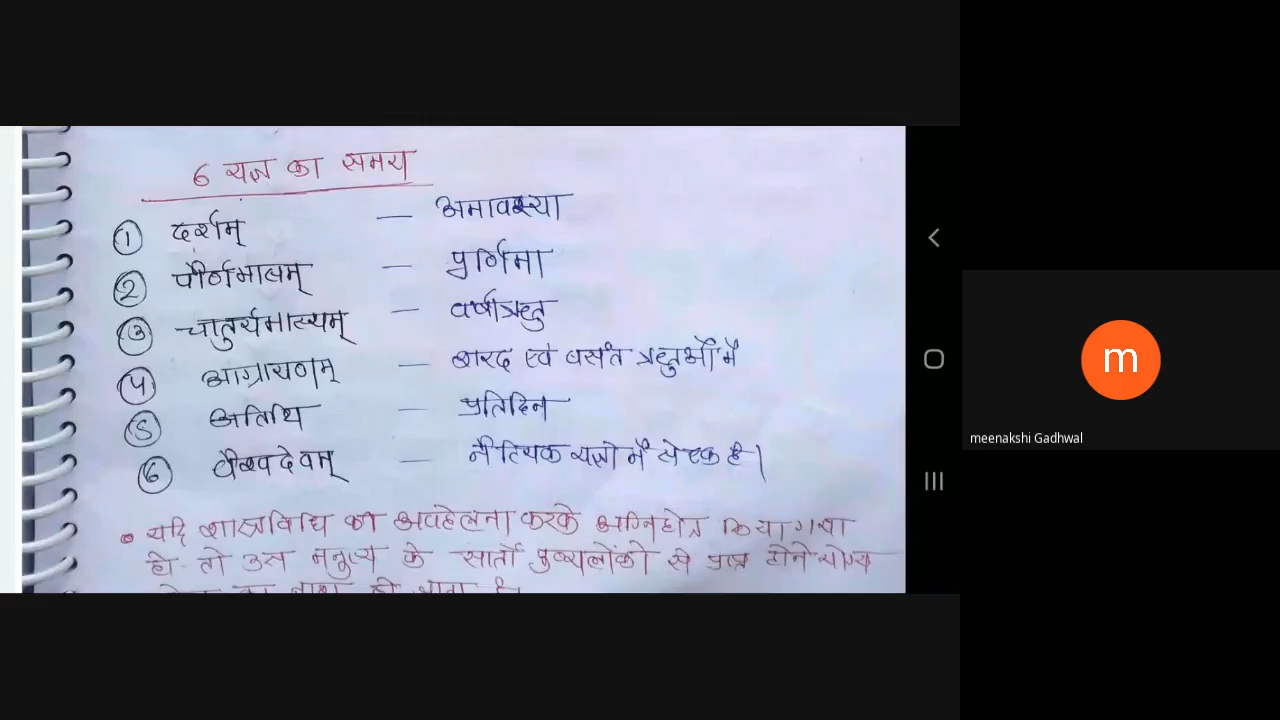 6 यज्ञ का समय
① दर्शम् — अमावस्या
② पौर्णमासम् — पूर्णिमा
③ चातुर्यमास्यम् — वर्षाऋतु
④ आग्रायणम् — शरद एवं बसंत ऋतुओं में
⑤ अतिथि — प्रतिदिन
⑥ वैश्वदेवम् — नैत्यिक यज्ञो में से एक है।
• यदि शास्त्रविधि का अवहेलना करके अग्निहोत्र किया गया
हो तो उस मनुष्य के सातों पुण्यलोकों से प्राप्त होने योग्य
m
meenakshi Gadhwal